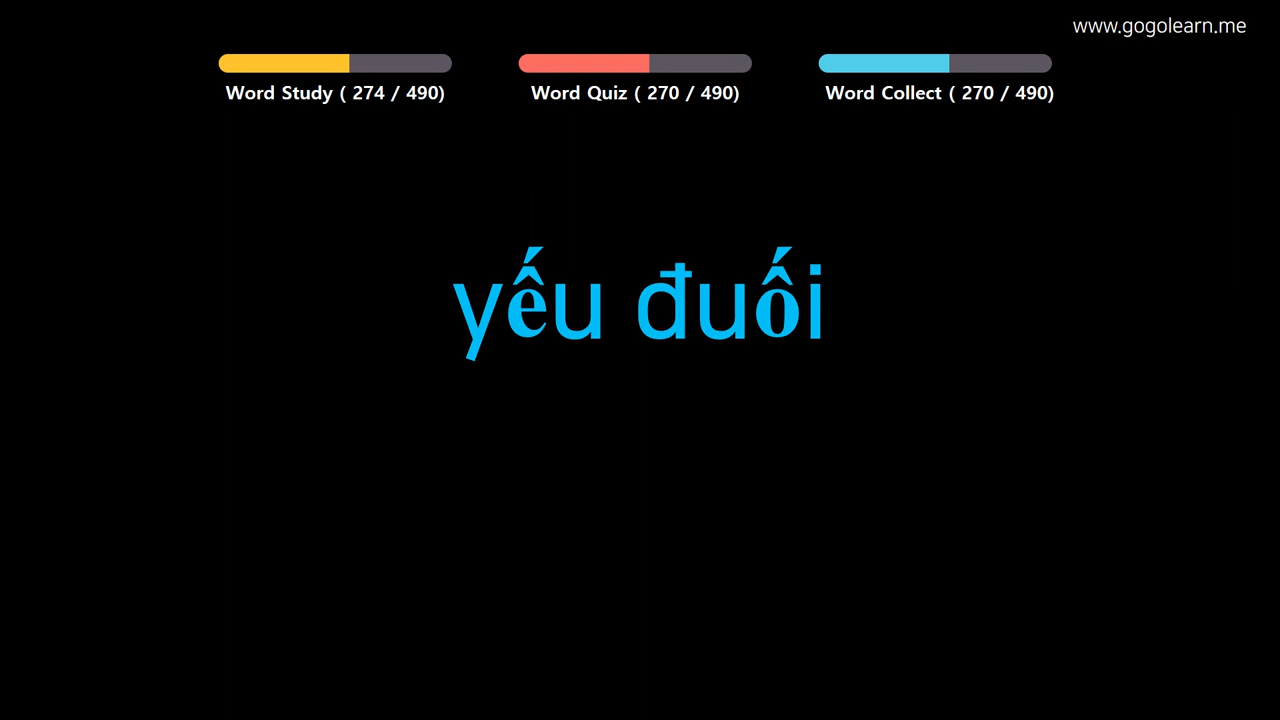 www.gogolearn.me
Word Study ( 274 / 490)
Word Quiz ( 270 / 490)
Word Collect ( 270 / 490)
yếu đuối